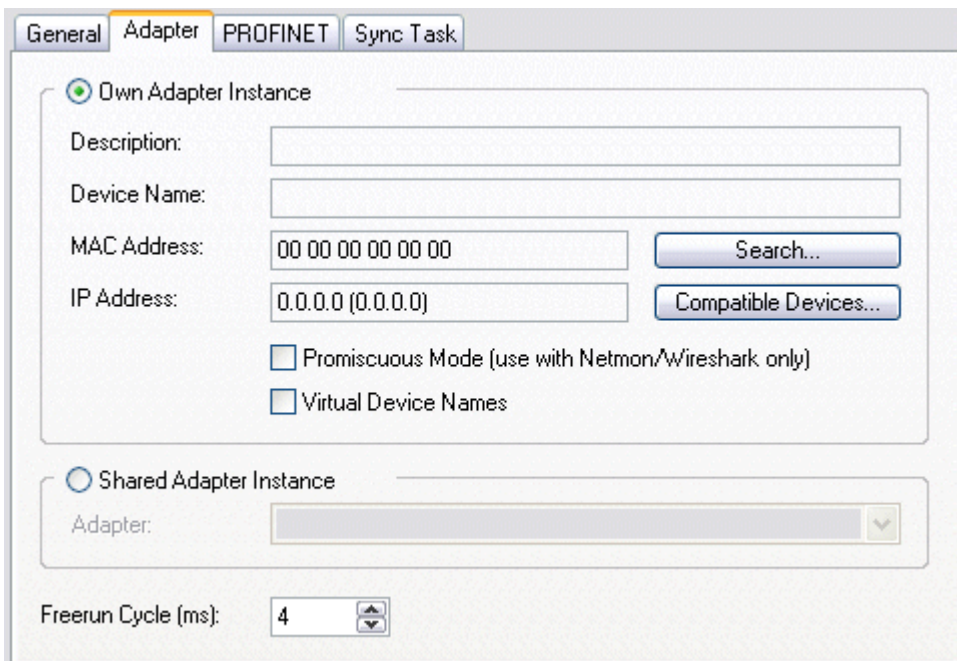 General Adapter PROFINET Sync Task
Own Adapter Instance
Description:
Device Name:
MAC Address: 00 00 00 00 00 00 Search...
IP Address: 0.0.0.0 (0.0.0.0) Compatible Devices...
Promiscuous Mode (use with Netmon/Wireshark only)
Virtual Device Names
Shared Adapter Instance
Adapter:
Freerun Cycle (ms): 4